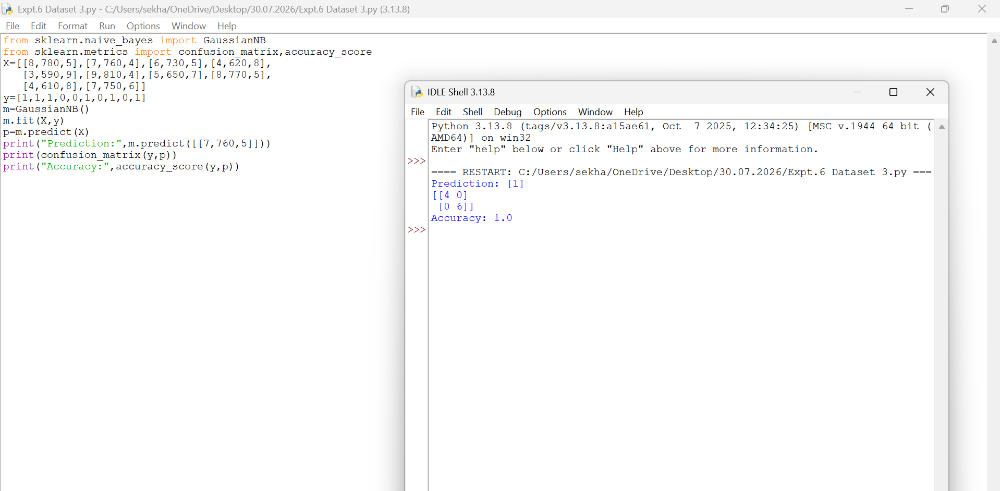 Expt.6 Dataset 3.py - C:/Users/sekha/OneDrive/Desktop/30.07.2026/Expt.6 Dataset 3.py (3.13.8)
File Edit Format Run Options Window Help
from sklearn.naive_bayes import GaussianNB
from sklearn.metrics import confusion_matrix,accuracy_score
X=[[8,780,5],[7,760,4],[6,730,5],[4,620,8],
[3,590,9],[9,810,4],[5,650,7],[8,770,5],
[4,610,8],[7,750,6]]
y=[1,1,1,0,0,1,0,1,0,1]
m=GaussianNB()
m.fit(X,y)
p=m.predict(X)
print("Prediction:",m.predict([[7,760,5]]))
print(confusion_matrix(y,p))
print("Accuracy:",accuracy_score(y,p))
IDLE Shell 3.13.8
File Edit Shell Debug Options Window Help
Python 3.13.8 (tags/v3.13.8:a15ae61, Oct  7 2025, 12:34:25) [MSC v.1944 64 bit (
AMD64)] on win32
Enter "help" below or click "Help" above for more information.
>>>
==== RESTART: C:/Users/sekha/OneDrive/Desktop/30.07.2026/Expt.6 Dataset 3.py ===
Prediction: [1]
[[4 0]
[0 6]]
Accuracy: 1.0
>>>